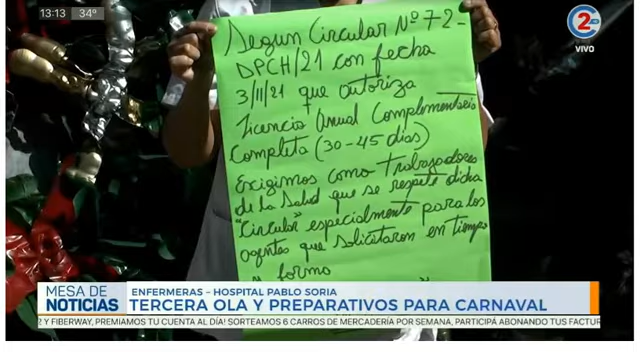 13:13 34°
2
VIVO
Segun Circular Nº 72-
DPCH/21 con fecha
3/11/21 que autoriza
Licencia Anual Complementaria
Completa (30-45 dias)
Exigimos como Trabajadores
de la Salud que se respete dicha
"Circular" especialmente para los
agentes que solicitaron en tiempo
y forma
MESA DE
NOTICIAS
ENFERMERAS – HOSPITAL PABLO SORIA
TERCERA OLA Y PREPARATIVOS PARA CARNAVAL
Z Y FIBERWAY, PREMIAMOS TU CUENTA AL DÍA! SORTEAMOS 6 CARROS DE MERCADERÍA POR SEMANA, PARTICIPÁ ABONANDO TUS FACTUR